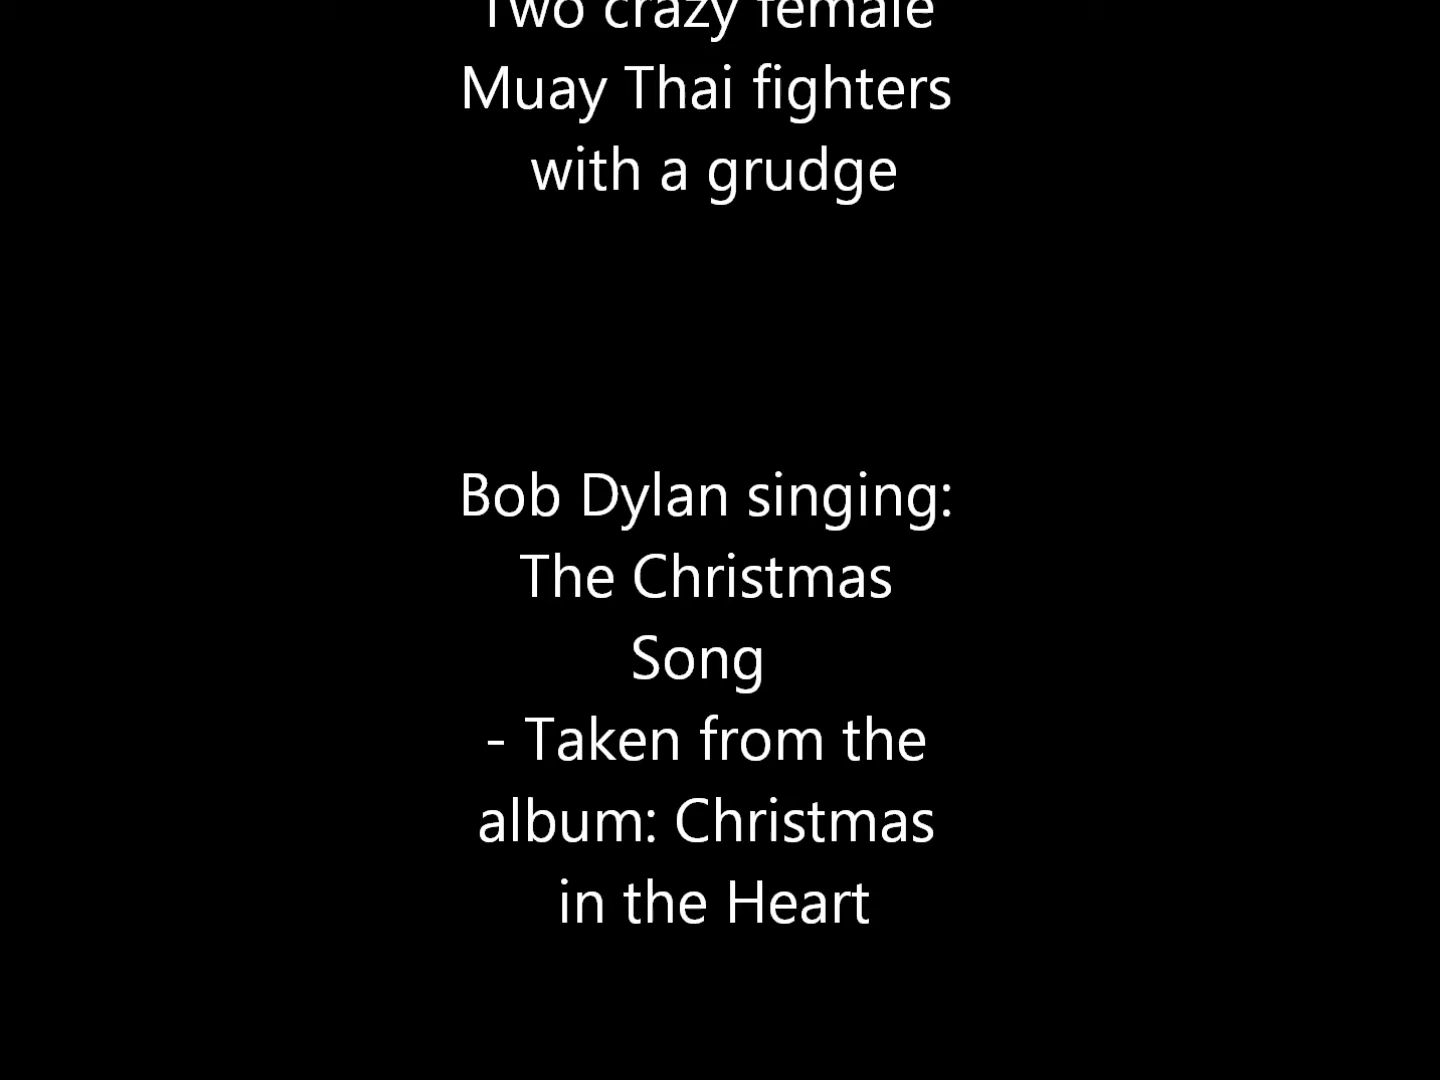 Two crazy female
Muay Thai fighters
with a grudge
Bob Dylan singing:
The Christmas
Song
- Taken from the
album: Christmas
in the Heart